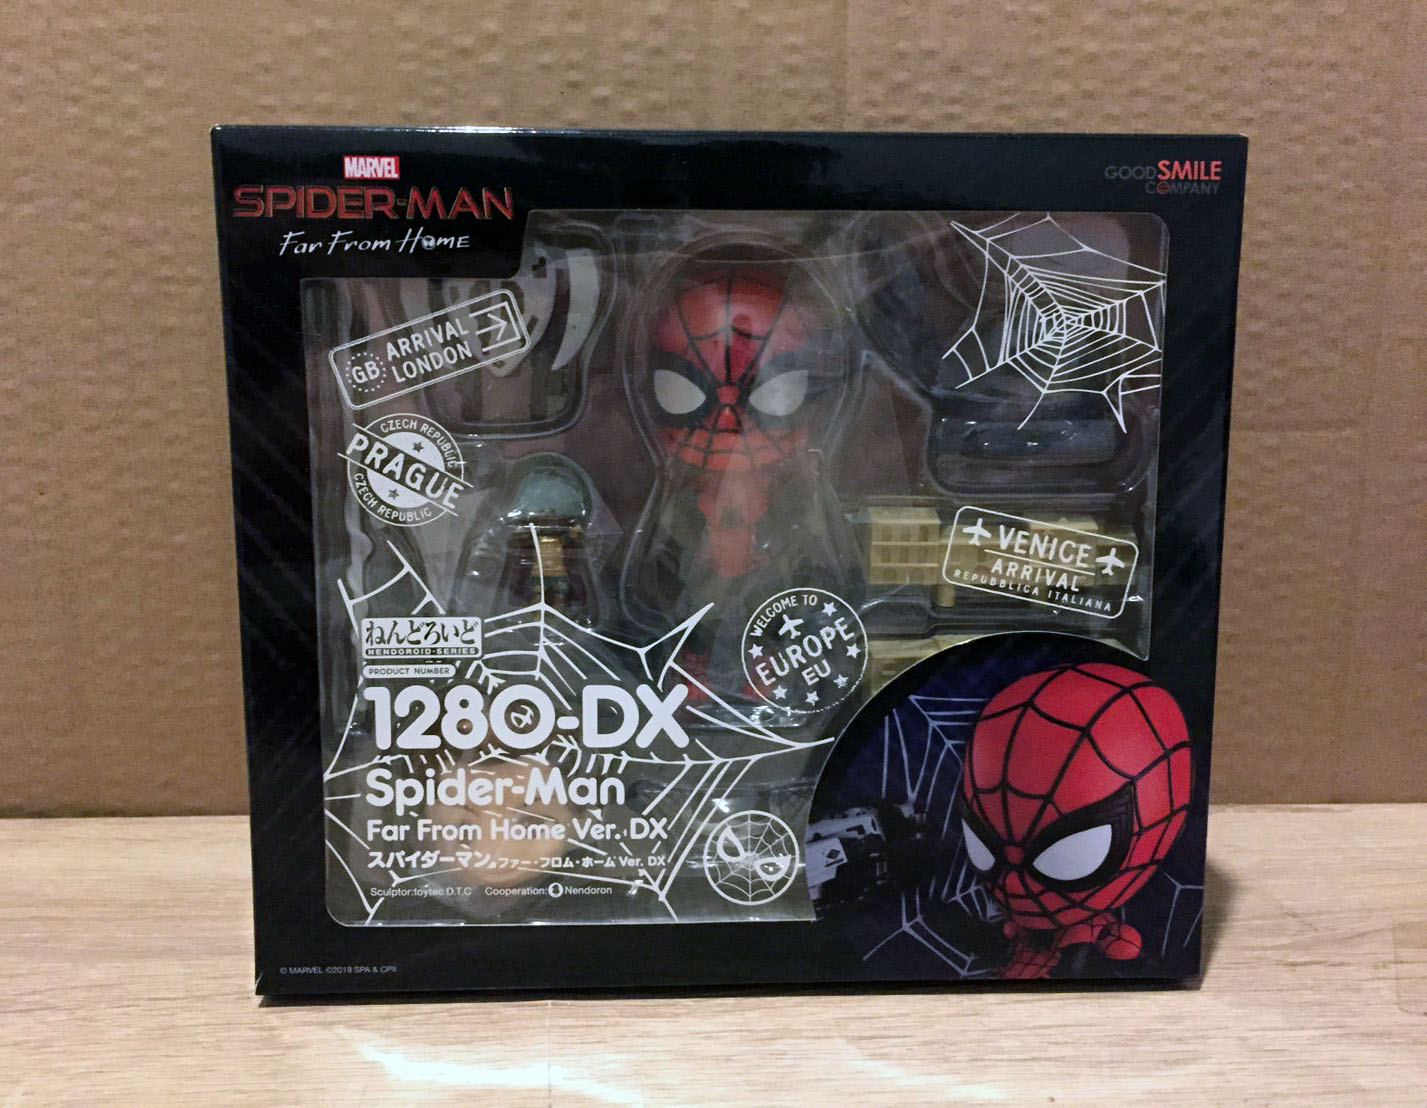 MARVEL
SPIDER-MAN
Far From Home
GOODSMILE
COMPANY
GB
ARRIVAL
LONDON
CZECH REPUBLIC
PRAGUE
CZECH REPUBLIC
VENICE
ARRIVAL
REPUBBLICA ITALIANA
WELCOME TO
EUROPE
EU
ねんどろいど
NENDOROID-SERIES
PRODUCT NUMBER
1280-DX
Spider-Man
Far From Home Ver. DX
スパイダーマン ファー・フロム・ホーム Ver. DX
Sculptor:toytec D.T.C Cooperation: Nendoron
© MARVEL ©2019 SPA & CPII